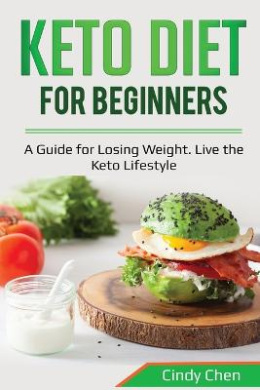 KETO DIET
FOR BEGINNERS
A Guide for Losing Weight. Live the
Keto Lifestyle
Cindy Chen